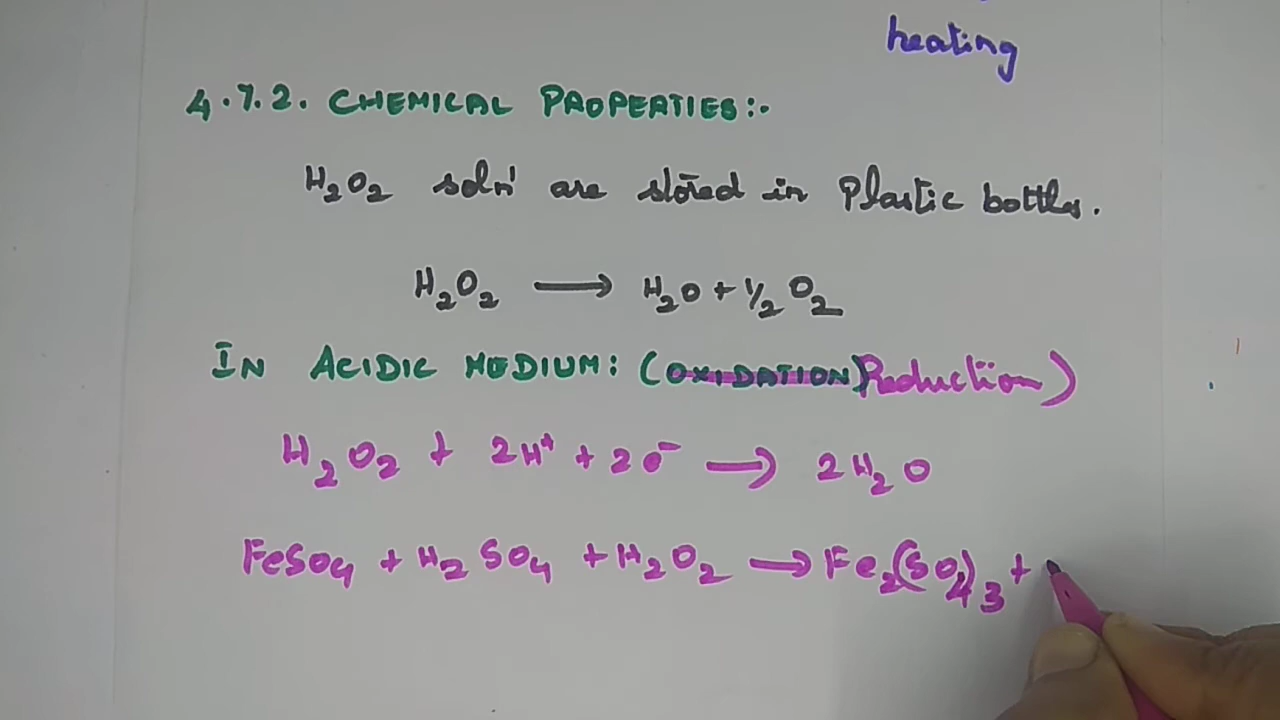 heating
4.7.2. CHEMICAL PROPERTIES:-
H₂O₂ soln' are stored in Plastic bottles.
H₂O₂ ⟶ H₂O + 1/2 O₂
IN ACIDIC MEDIUM: (OXIDATION) Reduction)
H₂O₂ + 2H⁺ + 2e⁻ ⟶ 2H₂O
FeSO₄ + H₂SO₄ + H₂O₂ ⟶ Fe₂(SO₄)₃ +